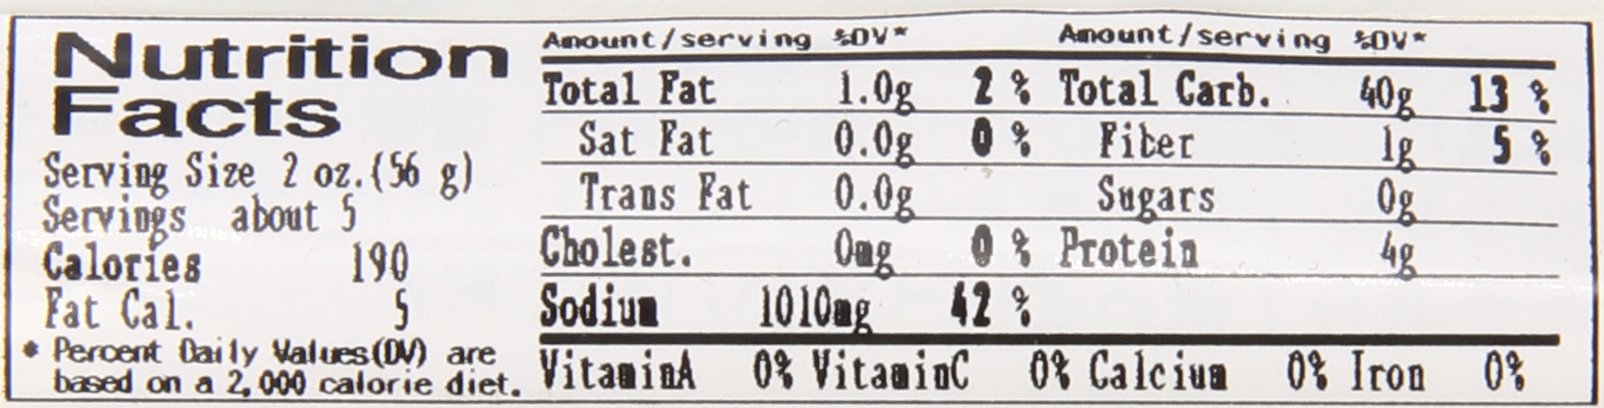 Nutrition
Facts
Serving Size 2 oz.(56 g)
Servings about 5
Calories 190
Fat Cal. 5
* Percent Daily Values(DV) are
based on a 2,000 calorie diet.
Amount/serving %DV* Amount/serving %DV*
Total Fat 1.0g 2 % Total Carb. 40g 13 %
Sat Fat 0.0g 0 % Fiber 1g 5 %
Trans Fat 0.0g Sugars 0g
Cholest. 0mg 0 % Protein 4g
Sodium 1010mg 42 %
VitaminA 0% VitaminC 0% Calcium 0% Iron 0%